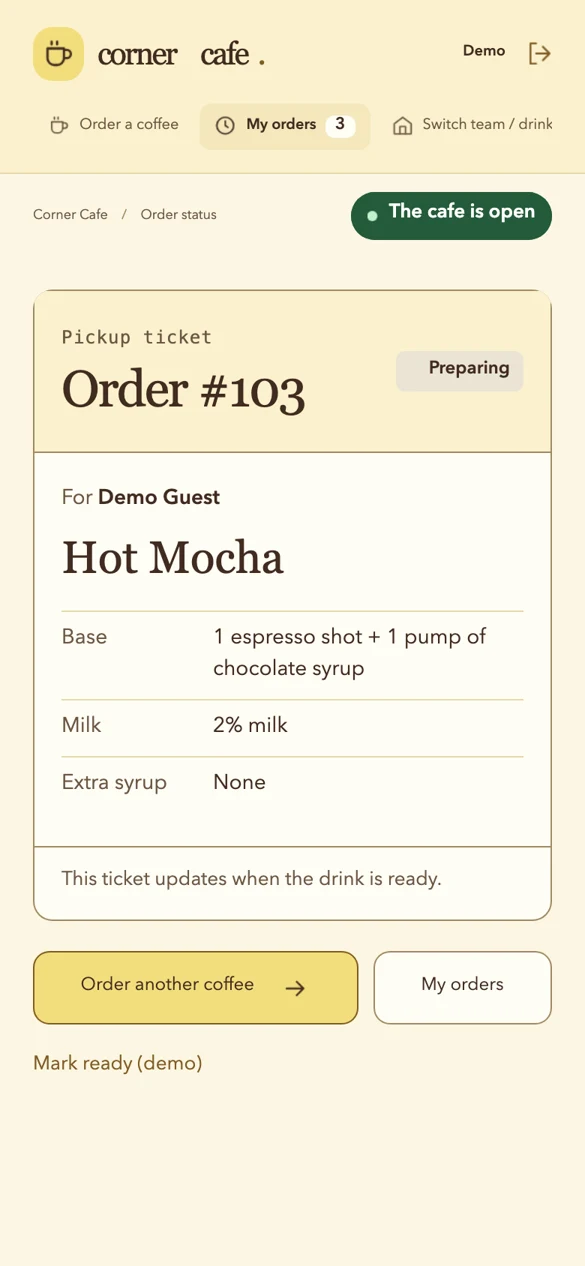 corner cafe .
Demo
Order a coffee
My orders 3
Switch team / drink
Corner Cafe / Order status
The cafe is open
Pickup ticket
Order #103
Preparing
For Demo Guest
Hot Mocha
Base 1 espresso shot + 1 pump of
chocolate syrup
Milk 2% milk
Extra syrup None
This ticket updates when the drink is ready.
Order another coffee →
My orders
Mark ready (demo)